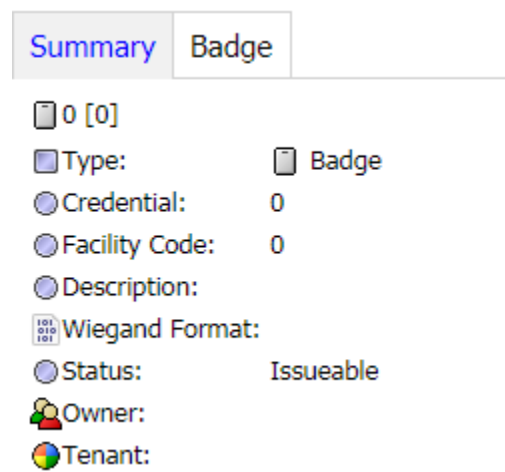 Summary Badge
0 [0]
Type: Badge
Credential: 0
Facility Code: 0
Description:
Wiegand Format:
Status: Issueable
Owner:
Tenant: